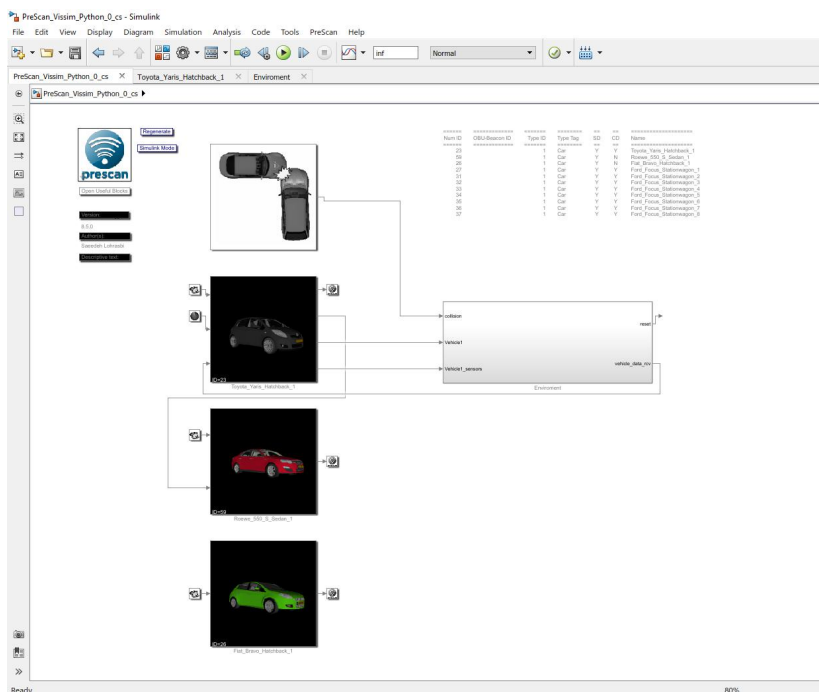 PreScan_Vissim_Python_0_cs - Simulink
File Edit View Display Diagram Simulation Analysis Code Tools PreScan Help
inf
Normal
PreScan_Vissim_Python_0_cs
Toyota_Yaris_Hatchback_1
Enviroment
PreScan_Vissim_Python_0_cs
Regenerate
Simulink Mode
prescan
Open Useful Blocks
Version:
8.5.0
Author(s):
Saeedeh Lohrasbi
Descriptive text:
Num ID OBU-Beacon ID Type ID Type Tag SD CD Name
23 1 Car Y Y Toyota_Yaris_Hatchback_1
59 1 Car Y N Roewe_550_S_Sedan_1
26 1 Car Y N Fiat_Bravo_Hatchback_1
27 1 Car Y Y Ford_Focus_Stationwagon_1
31 1 Car Y Y Ford_Focus_Stationwagon_2
32 1 Car Y Y Ford_Focus_Stationwagon_3
33 1 Car Y Y Ford_Focus_Stationwagon_4
34 1 Car Y Y Ford_Focus_Stationwagon_5
35 1 Car Y Y Ford_Focus_Stationwagon_6
36 1 Car Y Y Ford_Focus_Stationwagon_7
37 1 Car Y Y Ford_Focus_Stationwagon_8
collision
reset
Vehicle1
vehicle_data_rcv
Vehicle1_sensors
Enviroment
ID=23
Toyota_Yaris_Hatchback_1
ID=59
Roewe_550_S_Sedan_1
ID=26
Fiat_Bravo_Hatchback_1
Ready
80%